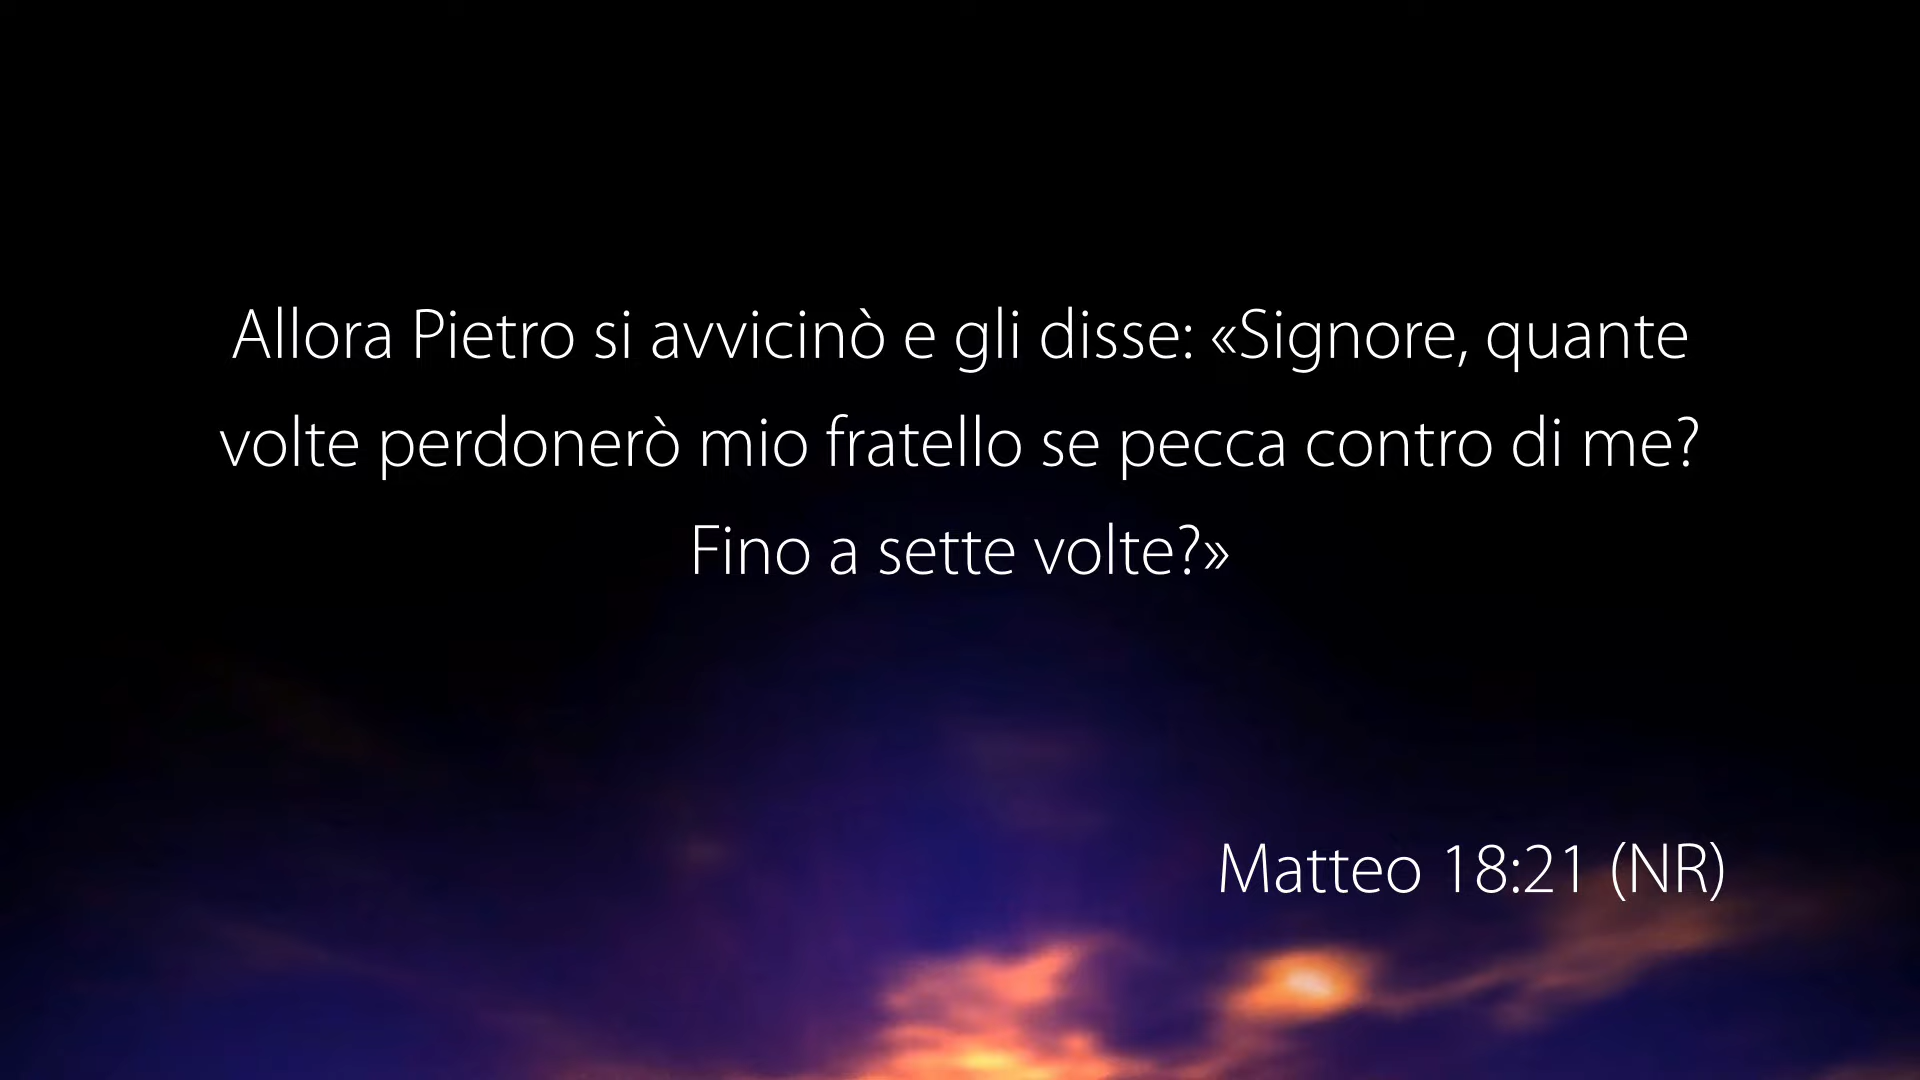 Allora Pietro si avvicinò e gli disse: «Signore, quante
volte perdonerò mio fratello se pecca contro di me?
Fino a sette volte?»
Matteo 18:21 (NR)